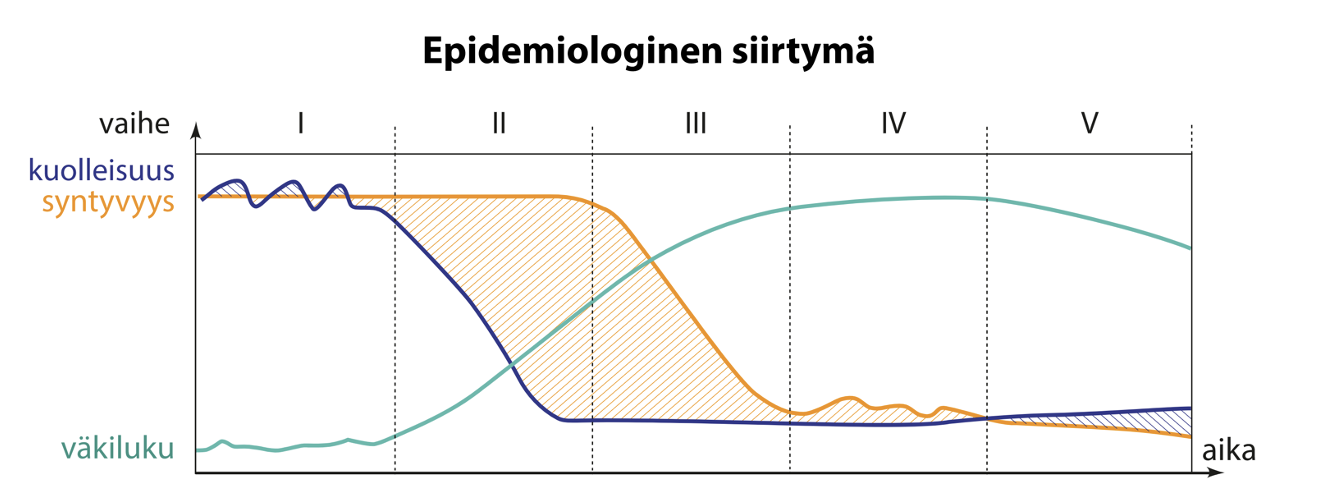 Epidemiologinen siirtymä
vaihe I II III IV V
kuolleisuus
syntyvyys
väkiluku
aika